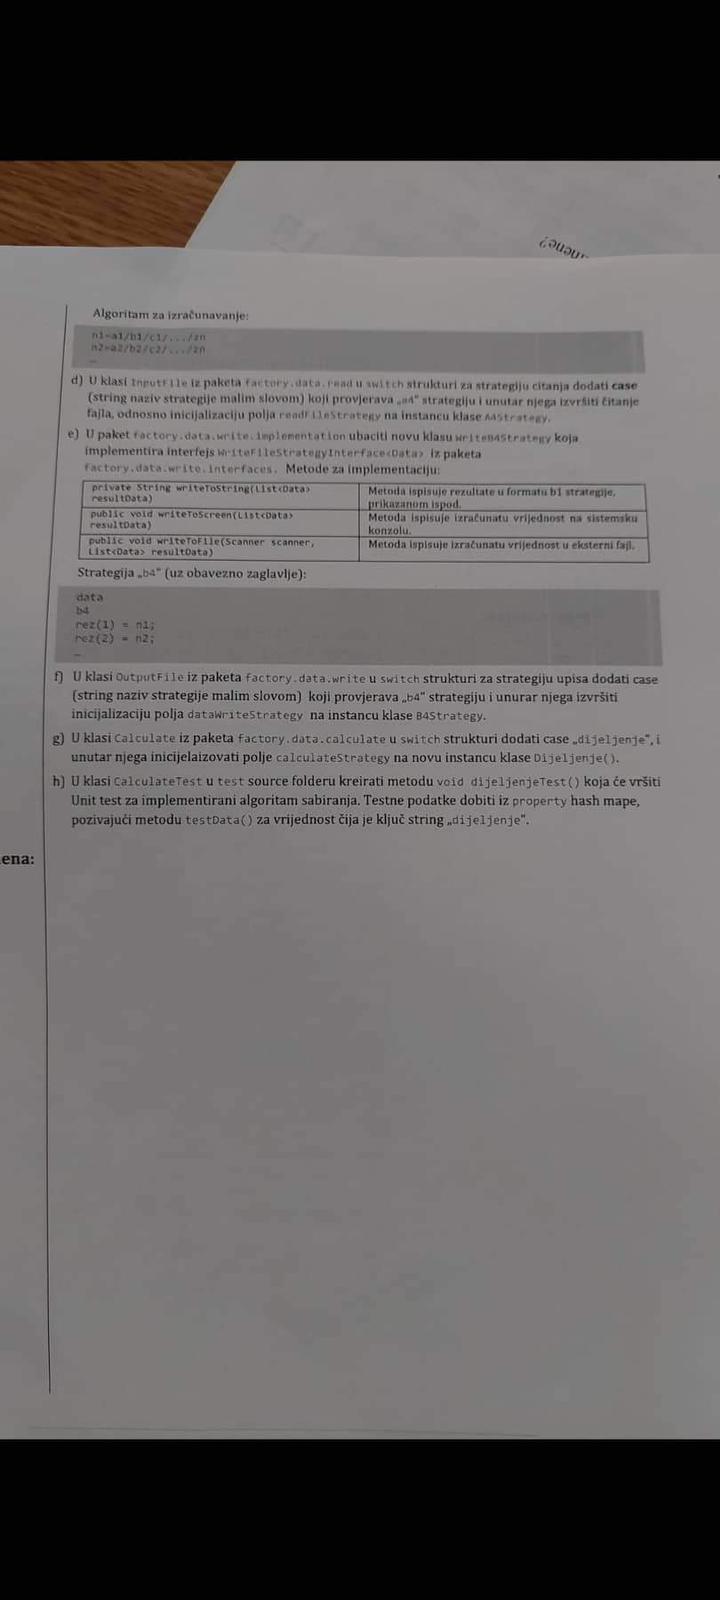 Algoritam za izračunavanje:
n1=a1/b1/c1/.../zn
n2=a2/b2/c2/.../zn
…
d) U klasi InputFile iz paketa factory.data.read u switch strukturi za strategiju citanja dodati case
(string naziv strategije malim slovom) koji provjerava „a4" strategiju i unutar njega izvršiti čitanje
fajla, odnosno inicijalizaciju polja readFileStrategy na instancu klase A4Strategy.
e) U paket factory.data.write.implementation ubaciti novu klasu writeB4Strategy koja
implementira interfejs WriteFileStrategyInterface<Data> iz paketa
factory.data.write.interfaces. Metode za implementaciju:
private String writeToString(List<Data>
resultData)
Metoda ispisuje rezultate u formatu b1 strategije,
prikazanom ispod.
public void writeToScreen(List<Data>
resultData)
Metoda ispisuje izračunatu vrijednost na sistemsku
konzolu.
public void writeToFile(Scanner scanner,
List<Data> resultData)
Metoda ispisuje izračunatu vrijednost u eksterni fajl.
Strategija „b4" (uz obavezno zaglavlje):
data
b4
rez(1) = n1;
rez(2) = n2;
…
f) U klasi OutputFile iz paketa factory.data.write u switch strukturi za strategiju upisa dodati case
(string naziv strategije malim slovom) koji provjerava „b4" strategiju i unurar njega izvršiti
inicijalizaciju polja dataWriteStrategy na instancu klase B4Strategy.
g) U klasi Calculate iz paketa factory.data.calculate u switch strukturi dodati case „dijeljenje", i
unutar njega inicijelaizovati polje calculateStrategy na novu instancu klase Dijeljenje().
h) U klasi CalculateTest u test source folderu kreirati metodu void dijeljenjeTest() koja će vršiti
Unit test za implementirani algoritam sabiranja. Testne podatke dobiti iz property hash mape,
pozivajući metodu testData() za vrijednost čija je ključ string „dijeljenje".
ena: